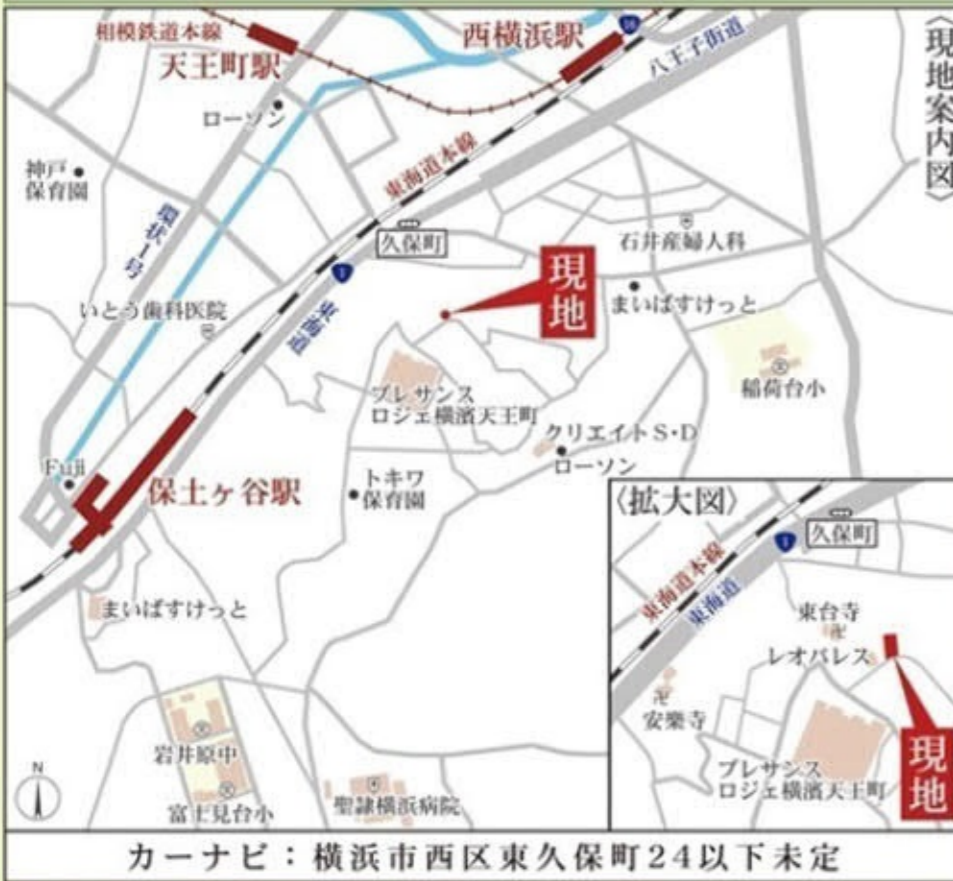 〈現地案内図〉
相模鉄道本線
天王町駅
西横浜駅
16
八王子街道
ローソン
神戸
保育園
東海道本線
環状1号
久保町
石井産婦人科
1
現地
いとう歯科医院
東海道
まいばすけっと
稲荷台小
プレサンス
ロジェ横濱天王町
クリエイトS・D
ローソン
Fuji
保土ヶ谷駅
トキワ
保育園
まいばすけっと
岩井原中
富士見台小
聖隷横浜病院
N
〈拡大図〉
1
久保町
東海道本線
東海道
東台寺
レオパレス
安樂寺
プレサンス
ロジェ横濱天王町
現地
カーナビ：横浜市西区東久保町24以下未定